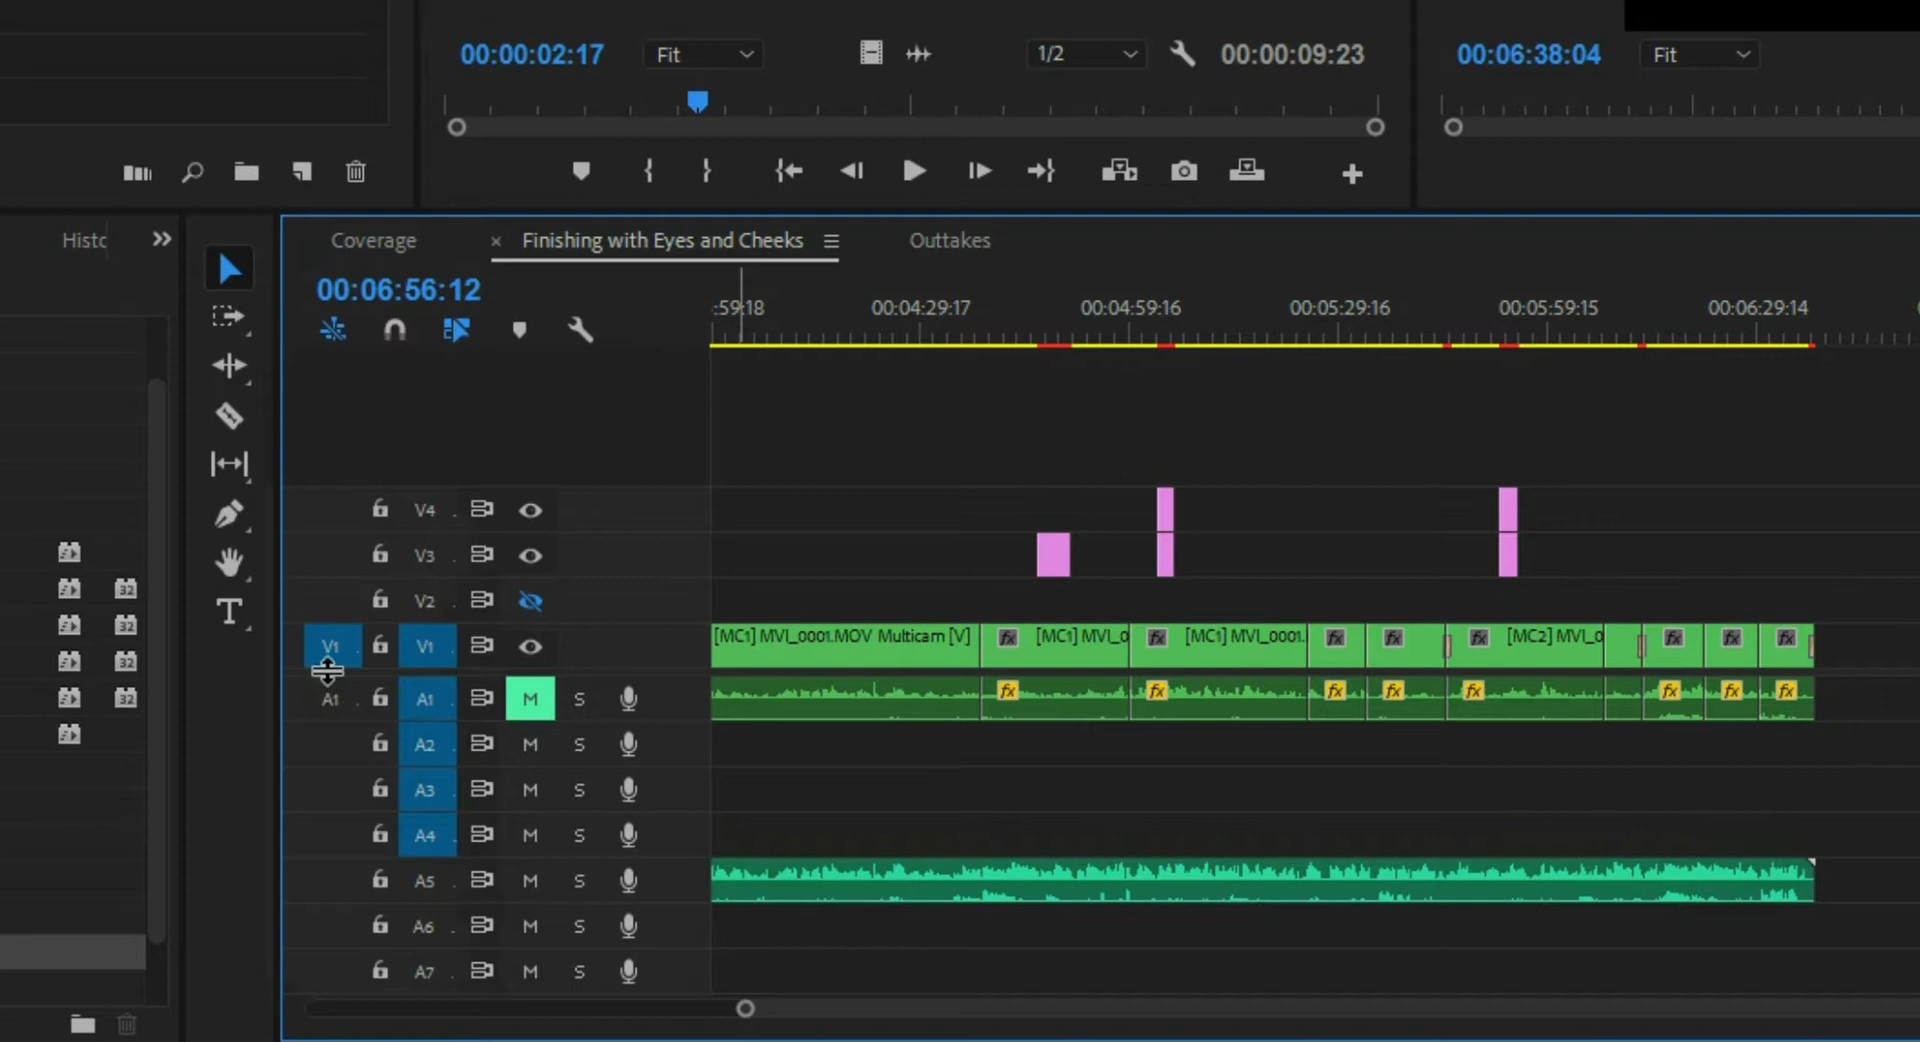 00:00:02:17 Fit 1/2 00:00:09:23 00:06:38:04 Fit
Histc Coverage × Finishing with Eyes and Cheeks Outtakes
00:06:56:12
:59:18 00:04:29:17 00:04:59:16 00:05:29:16 00:05:59:15 00:06:29:14
V4
V3
V2
V1 V1 [MC1] MVI_0001.MOV Multicam [V] fx [MC1] MVI_0 fx [MC1] MVI_0001. fx fx fx [MC2] MVI_0 fx fx fx
A1 A1 M S fx fx fx fx fx fx fx fx
A2 M S
A3 M S
A4 M S
A5 M S
A6 M S
A7 M S
32
32
32
32
T